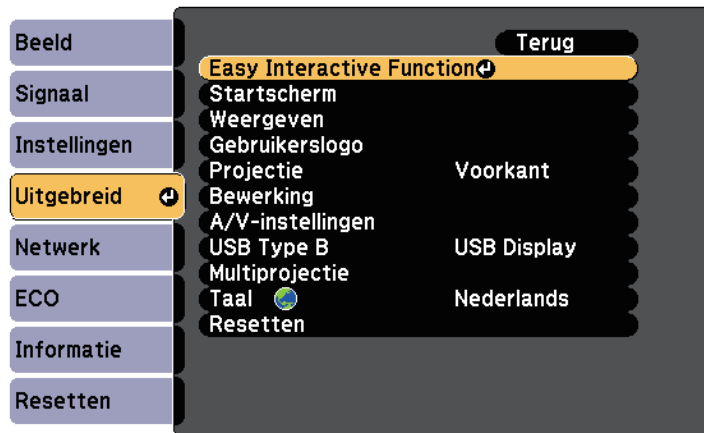 Beeld
Signaal
Instellingen
Uitgebreid
Netwerk
ECO
Informatie
Resetten
Terug
Easy Interactive Function
Startscherm
Weergeven
Gebruikerslogo
Projectie Voorkant
Bewerking
A/V-instellingen
USB Type B USB Display
Multiprojectie
Taal Nederlands
Resetten